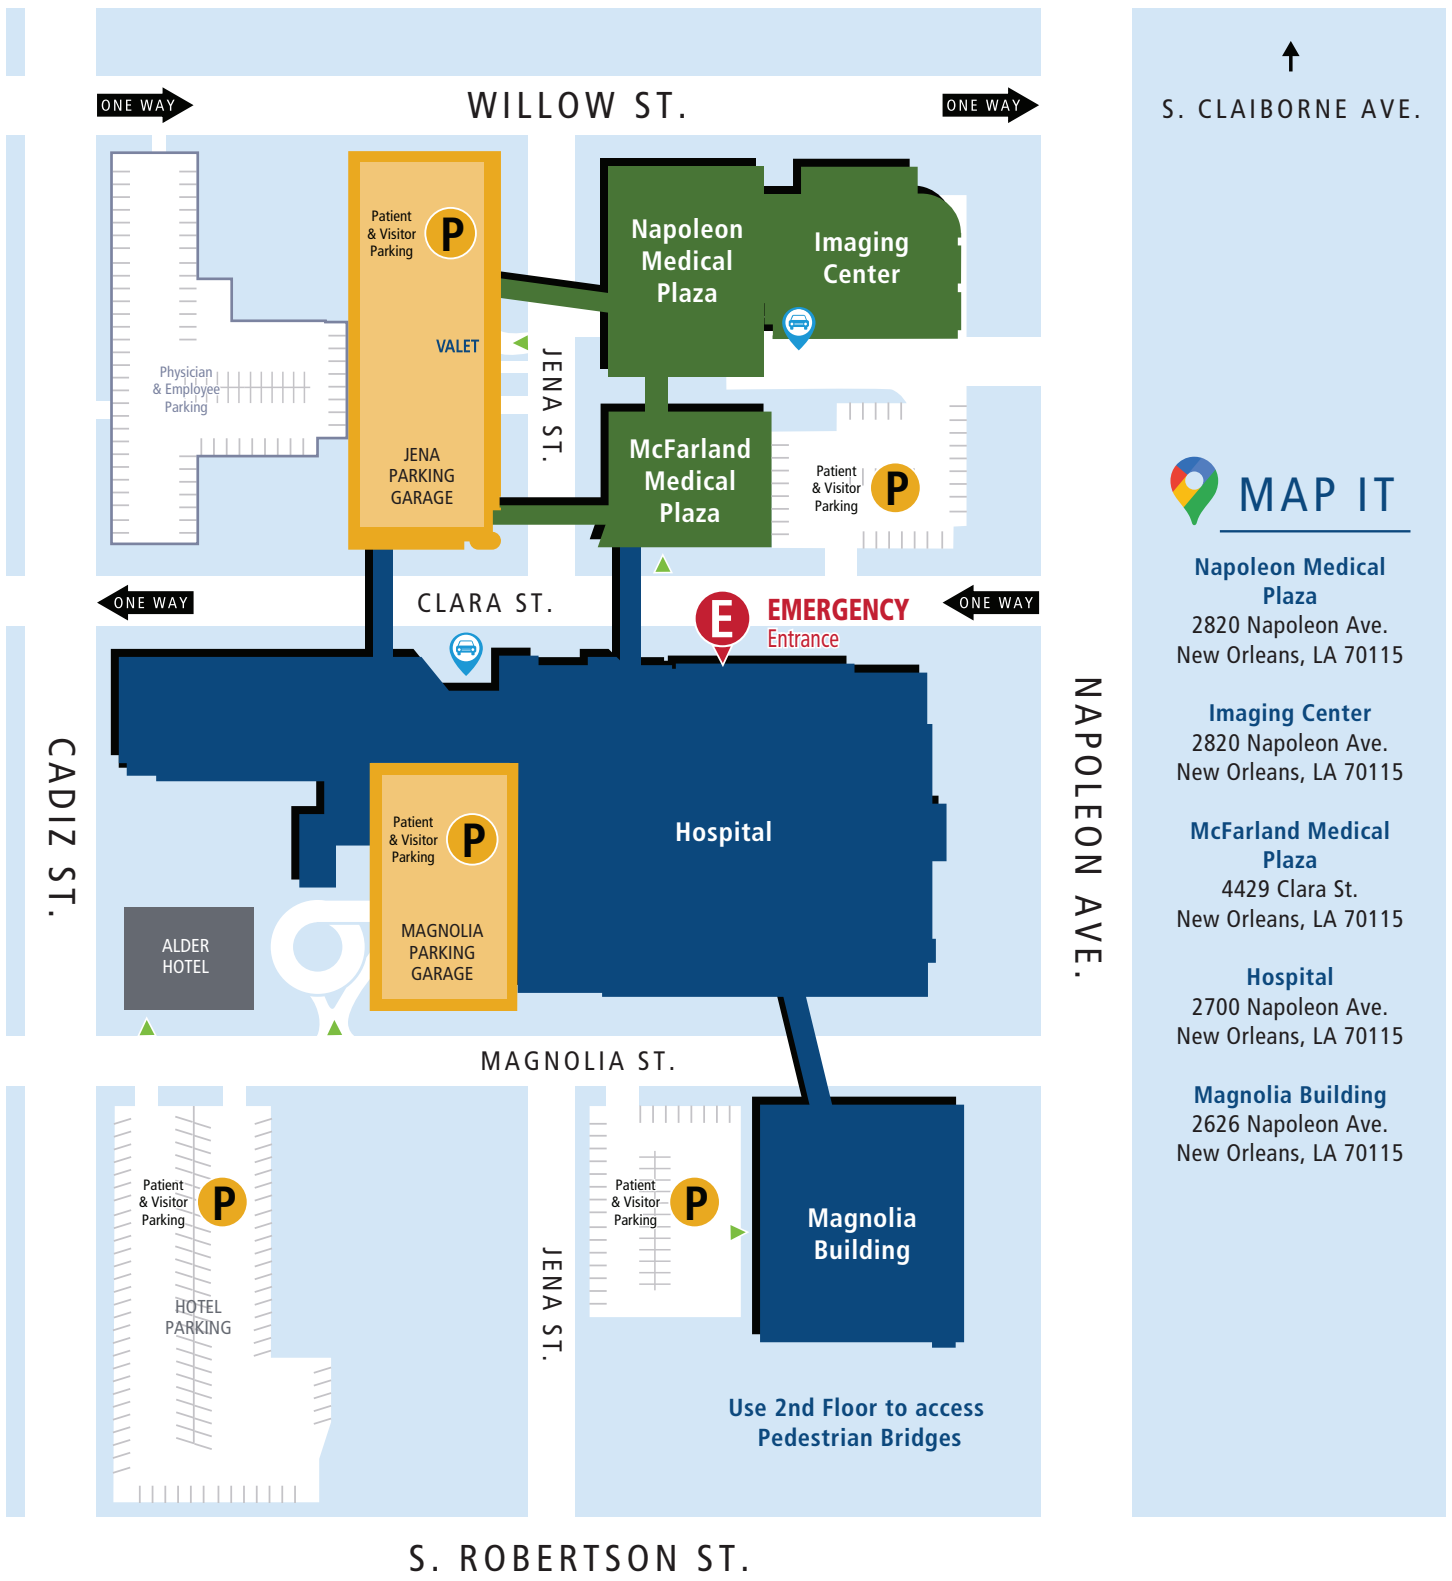 ONE WAY
WILLOW ST.
ONE WAY
S. CLAIBORNE AVE.
Patient
& Visitor
Parking
P
VALET
JENA
PARKING
GARAGE
Physician
& Employee
Parking
JENA ST.
Napoleon
Medical
Plaza
Imaging
Center
McFarland
Medical
Plaza
Patient
& Visitor
Parking
P
ONE WAY
CLARA ST.
E
EMERGENCY
Entrance
ONE WAY
CADIZ ST.
NAPOLEON AVE.
Hospital
Patient
& Visitor
Parking
P
MAGNOLIA
PARKING
GARAGE
ALDER
HOTEL
MAGNOLIA ST.
Patient
& Visitor
Parking
P
HOTEL
PARKING
JENA ST.
Patient
& Visitor
Parking
P
Magnolia
Building
Use 2nd Floor to access
Pedestrian Bridges
S. ROBERTSON ST.
MAP IT
Napoleon Medical
Plaza
2820 Napoleon Ave.
New Orleans, LA 70115
Imaging Center
2820 Napoleon Ave.
New Orleans, LA 70115
McFarland Medical
Plaza
4429 Clara St.
New Orleans, LA 70115
Hospital
2700 Napoleon Ave.
New Orleans, LA 70115
Magnolia Building
2626 Napoleon Ave.
New Orleans, LA 70115